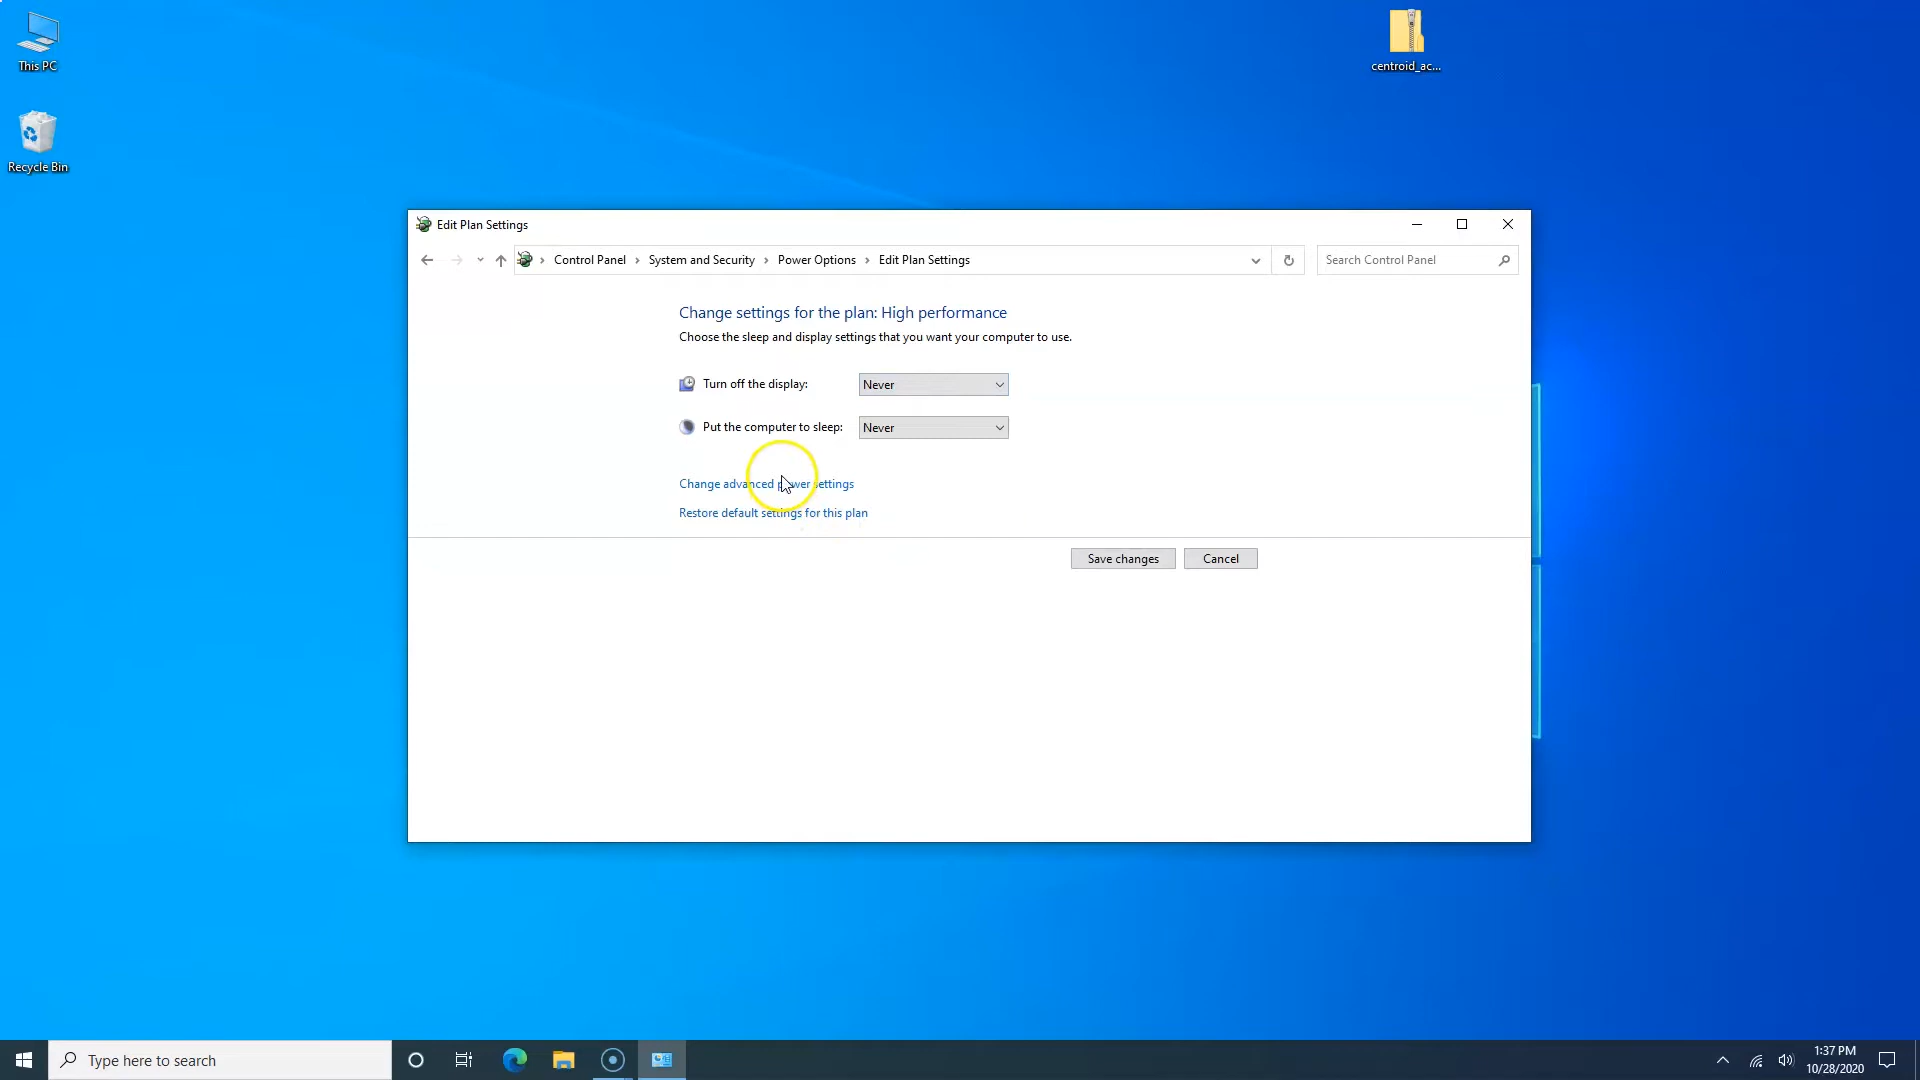 This PC
centroid_ac...
Recycle Bin
Edit Plan Settings
Control Panel > System and Security > Power Options > Edit Plan Settings
Search Control Panel
Change settings for the plan: High performance
Choose the sleep and display settings that you want your computer to use.
Turn off the display: Never
Put the computer to sleep: Never
Change advanced power settings
Restore default settings for this plan
Save changes Cancel
Type here to search
1:37 PM
10/28/2020